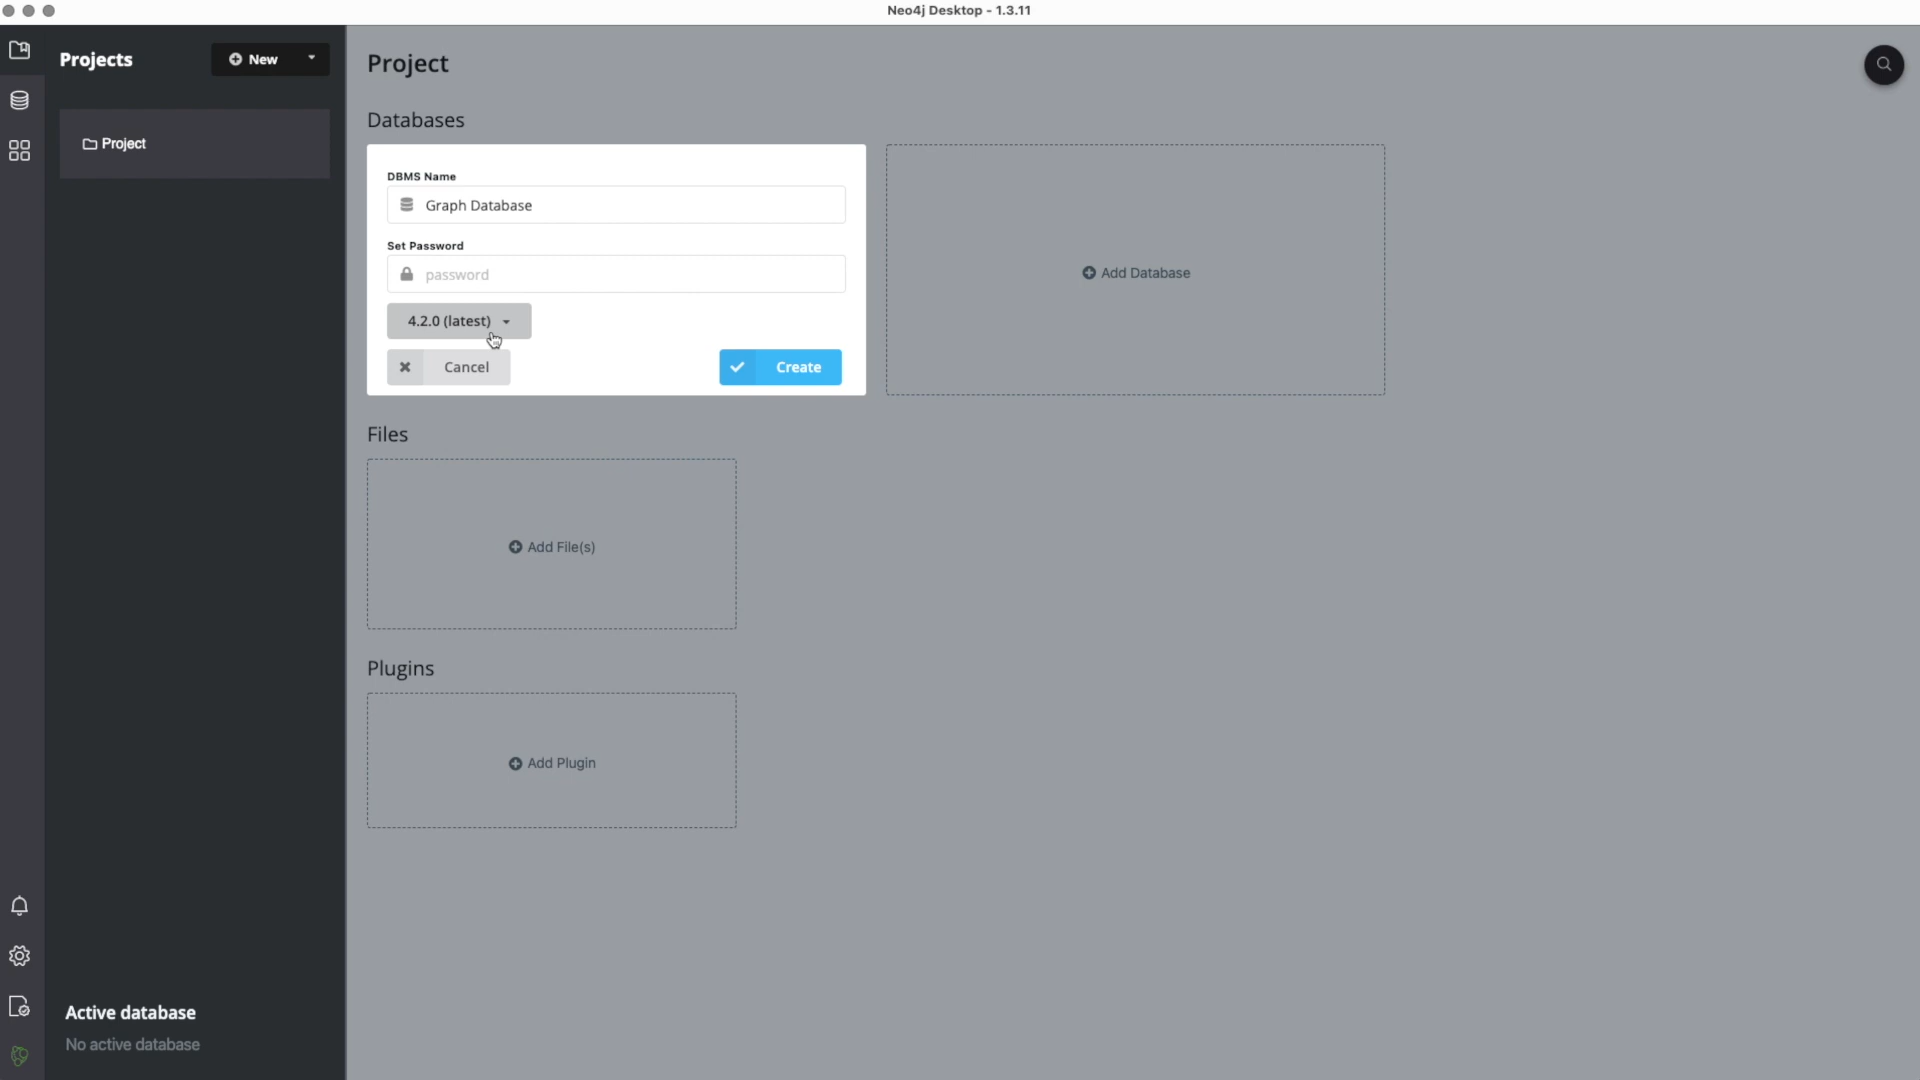 Neo4j Desktop - 1.3.11
Projects
New
Project
Active database
No active database
Project
Databases
DBMS Name
Graph Database
Set Password
password
4.2.0 (latest)
Cancel
Create
Add Database
Files
Add File(s)
Plugins
Add Plugin